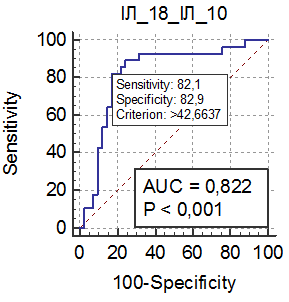 ІЛ_18_ІЛ_10
Sensitivity
100
80
60
40
20
0
Sensitivity: 82,1
Specificity: 82,9
Criterion: >42,6637
AUC = 0,822
P < 0,001
0 20 40 60 80 100
100-Specificity